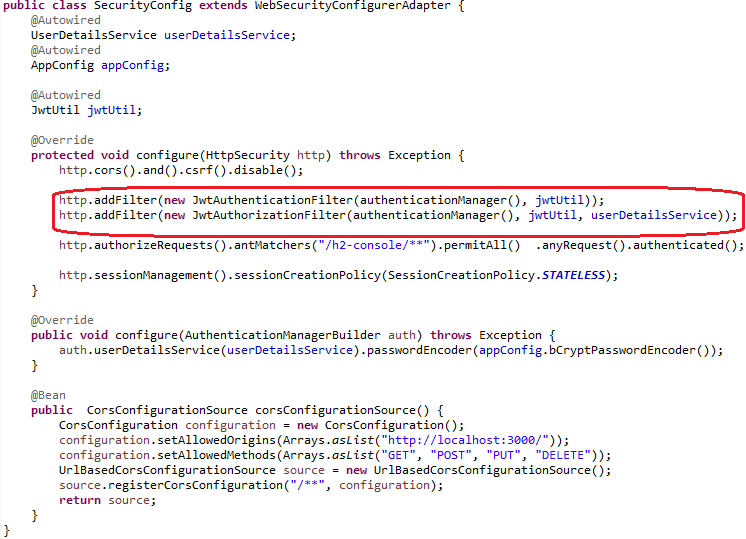 public class SecurityConfig extends WebSecurityConfigurerAdapter {
@Autowired
UserDetailsService userDetailsService;
@Autowired
AppConfig appConfig;
@Autowired
JwtUtil jwtUtil;
@Override
protected void configure(HttpSecurity http) throws Exception {
http.cors().and().csrf().disable();
http.addFilter(new JwtAuthenticationFilter(authenticationManager(), jwtUtil));
http.addFilter(new JwtAuthorizationFilter(authenticationManager(), jwtUtil, userDetailsService));
http.authorizeRequests().antMatchers("/h2-console/**").permitAll()  .anyRequest().authenticated();
http.sessionManagement().sessionCreationPolicy(SessionCreationPolicy.STATELESS);
}
@Override
public void configure(AuthenticationManagerBuilder auth) throws Exception {
auth.userDetailsService(userDetailsService).passwordEncoder(appConfig.bCryptPasswordEncoder());
}
@Bean
public  CorsConfigurationSource corsConfigurationSource() {
CorsConfiguration configuration = new CorsConfiguration();
configuration.setAllowedOrigins(Arrays.asList("http://localhost:3000/"));
configuration.setAllowedMethods(Arrays.asList("GET", "POST", "PUT", "DELETE"));
UrlBasedCorsConfigurationSource source = new UrlBasedCorsConfigurationSource();
source.registerCorsConfiguration("/**", configuration);
return source;
}
}